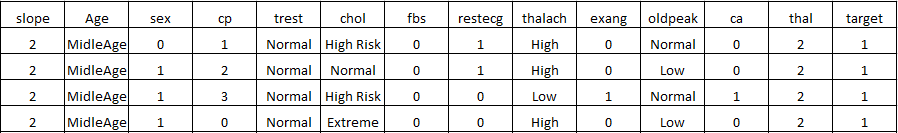 slope Age sex cp trest chol fbs restecg thalach exang oldpeak ca thal target
2 MidleAge 0 1 Normal High Risk 0 1 High 0 Normal 0 2 1
2 MidleAge 1 2 Normal Normal 0 1 High 0 Low 0 2 1
2 MidleAge 1 3 Normal High Risk 0 0 Low 1 Normal 1 2 1
2 MidleAge 1 0 Normal Extreme 0 0 High 0 Low 0 2 1